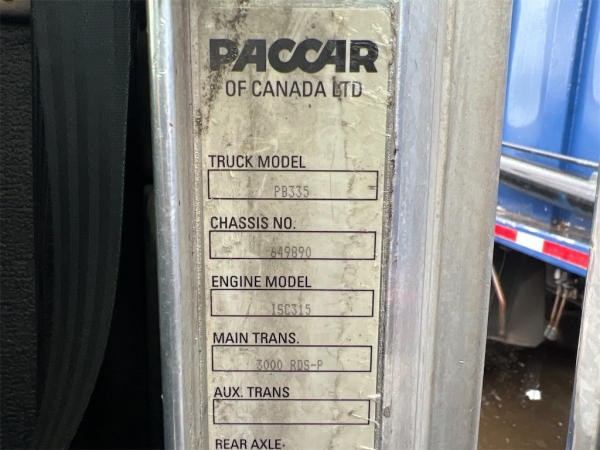 PACCAR
OF CANADA LTD
TRUCK MODEL
PB335
CHASSIS NO.
649890
ENGINE MODEL
ISC315
MAIN TRANS.
3000 RDS-P
AUX. TRANS
REAR AXLE: